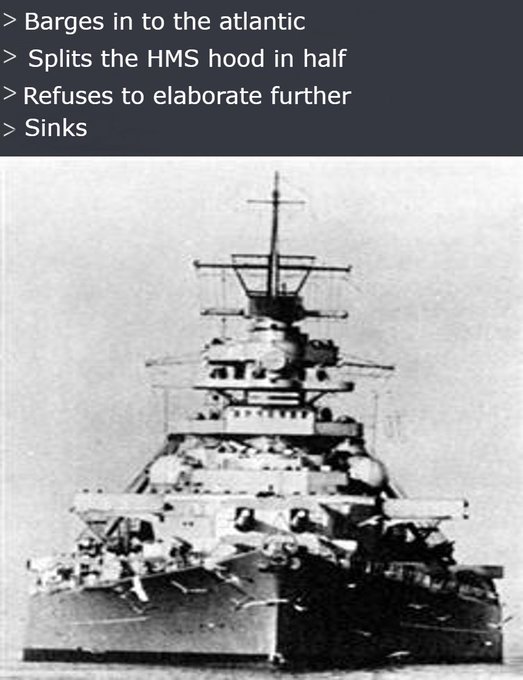 > Barges in to the atlantic
> Splits the HMS hood in half
> Refuses to elaborate further
> Sinks